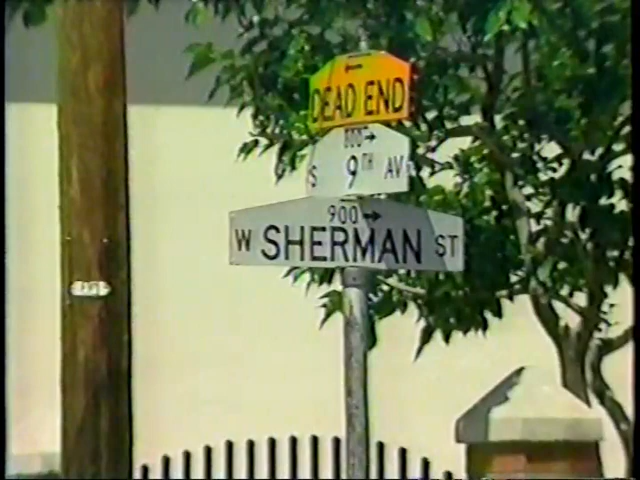 ←
DEAD END
→
S 9TH AV
900→
W SHERMAN ST